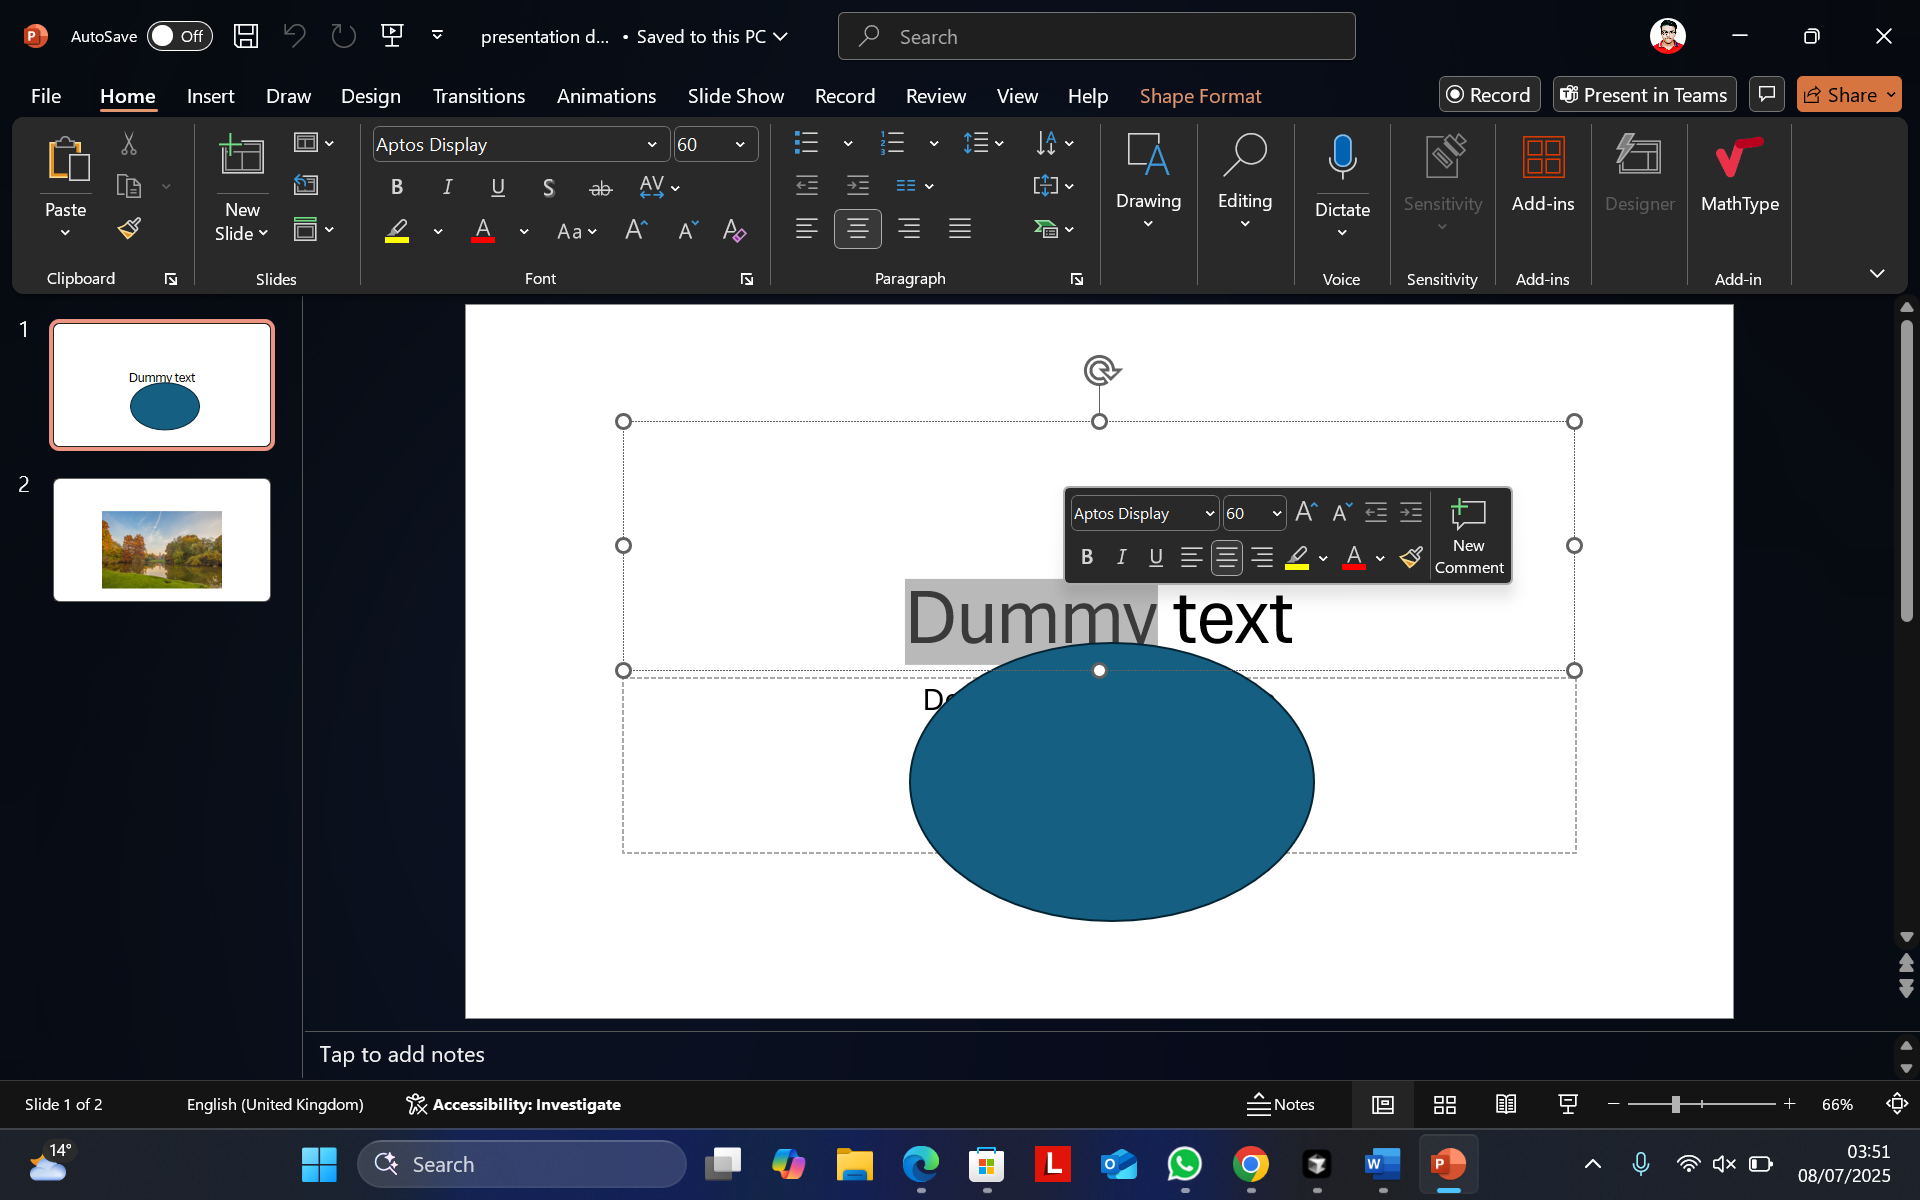 AutoSave Off presentation d... • Saved to this PC Search
File Home Insert Draw Design Transitions Animations Slide Show Record Review View Help Shape Format Record Present in Teams Share
Paste
New
Slide
Aptos Display 60
B I U S ab AV
A Aa A A A
Drawing
Editing
Dictate
Sensitivity
Add-ins
Designer
MathType
Clipboard Slides Font Paragraph Voice Sensitivity Add-ins Add-in
1
Dummy text
2
Aptos Display 60 A A
B I U A
New
Comment
Dummy text
Tap to add notes
Slide 1 of 2 English (United Kingdom) Accessibility: Investigate Notes 66%
14° Search 03:51
08/07/2025